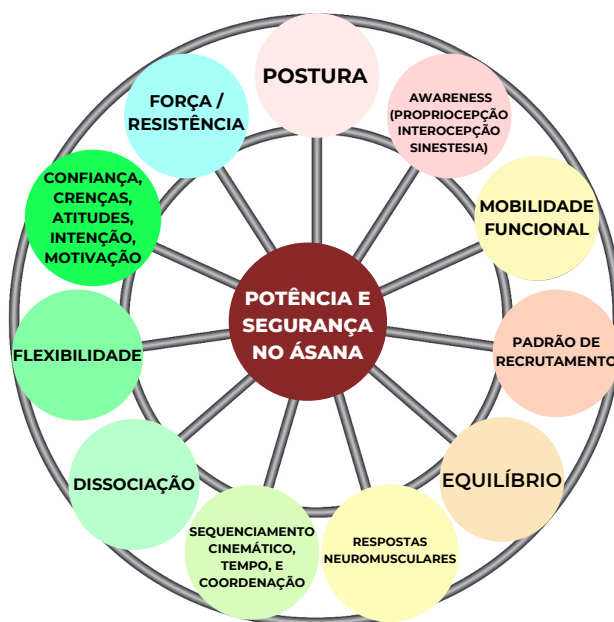 POSTURA
AWARENESS
(PROPRIOCEPÇÃO
INTEROCEPÇÃO
SINESTESIA)
MOBILIDADE
FUNCIONAL
PADRÃO DE
RECRUTAMENTO
EQUILÍBRIO
RESPOSTAS
NEUROMUSCULARES
SEQUENCIAMENTO
CINEMÁTICO,
TEMPO, E
COORDENAÇÃO
DISSOCIAÇÃO
FLEXIBILIDADE
CONFIANÇA,
CRENÇAS,
ATITUDES,
INTENÇÃO,
MOTIVAÇÃO
FORÇA /
RESISTÊNCIA
POTÊNCIA E
SEGURANÇA
NO ÁSANA